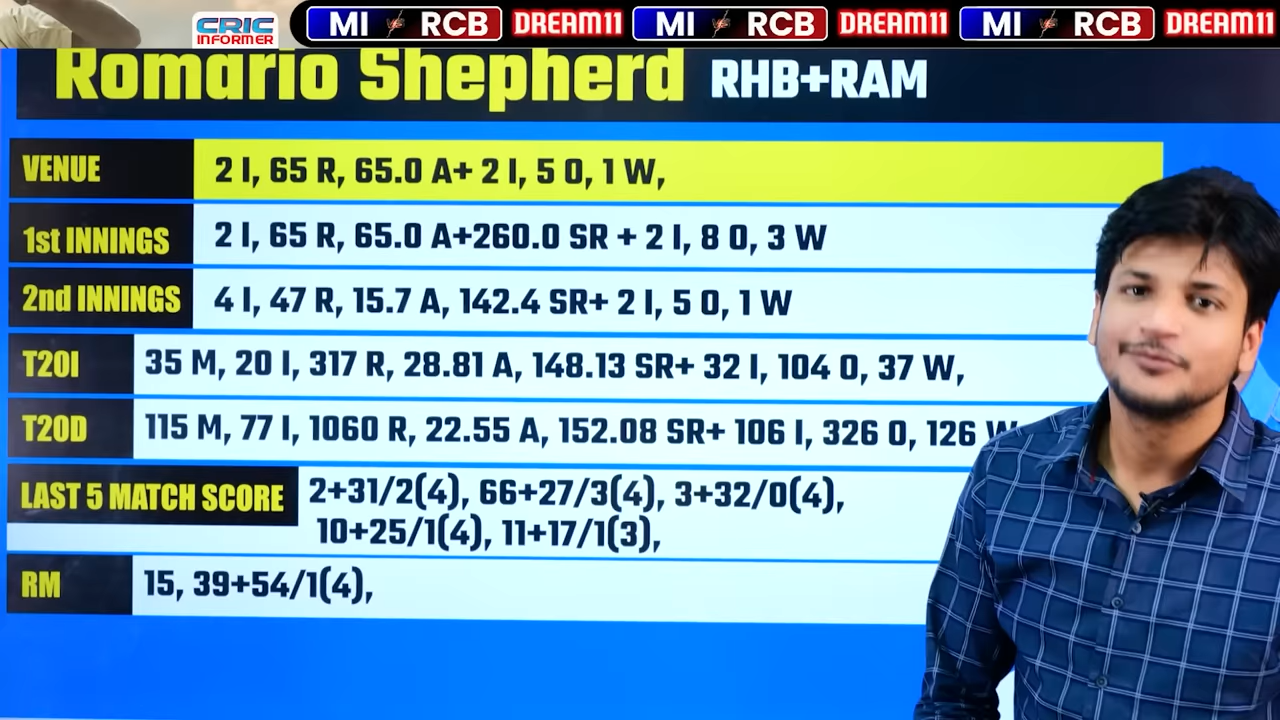 CRIC
INFORMER
MI VS RCB DREAM11 MI VS RCB DREAM11 MI VS RCB DREAM11
Romario Shepherd RHB+RAM
VENUE 2 I, 65 R, 65.0 A+ 2 I, 5 O, 1 W,
1st INNINGS 2 I, 65 R, 65.0 A+260.0 SR + 2 I, 8 O, 3 W
2nd INNINGS 4 I, 47 R, 15.7 A, 142.4 SR+ 2 I, 5 O, 1 W
T20I 35 M, 20 I, 317 R, 28.81 A, 148.13 SR+ 32 I, 104 O, 37 W,
T20D 115 M, 77 I, 1060 R, 22.55 A, 152.08 SR+ 106 I, 326 O, 126 W
LAST 5 MATCH SCORE 2+31/2(4), 66+27/3(4), 3+32/0(4),
10+25/1(4), 11+17/1(3),
RM 15, 39+54/1(4),